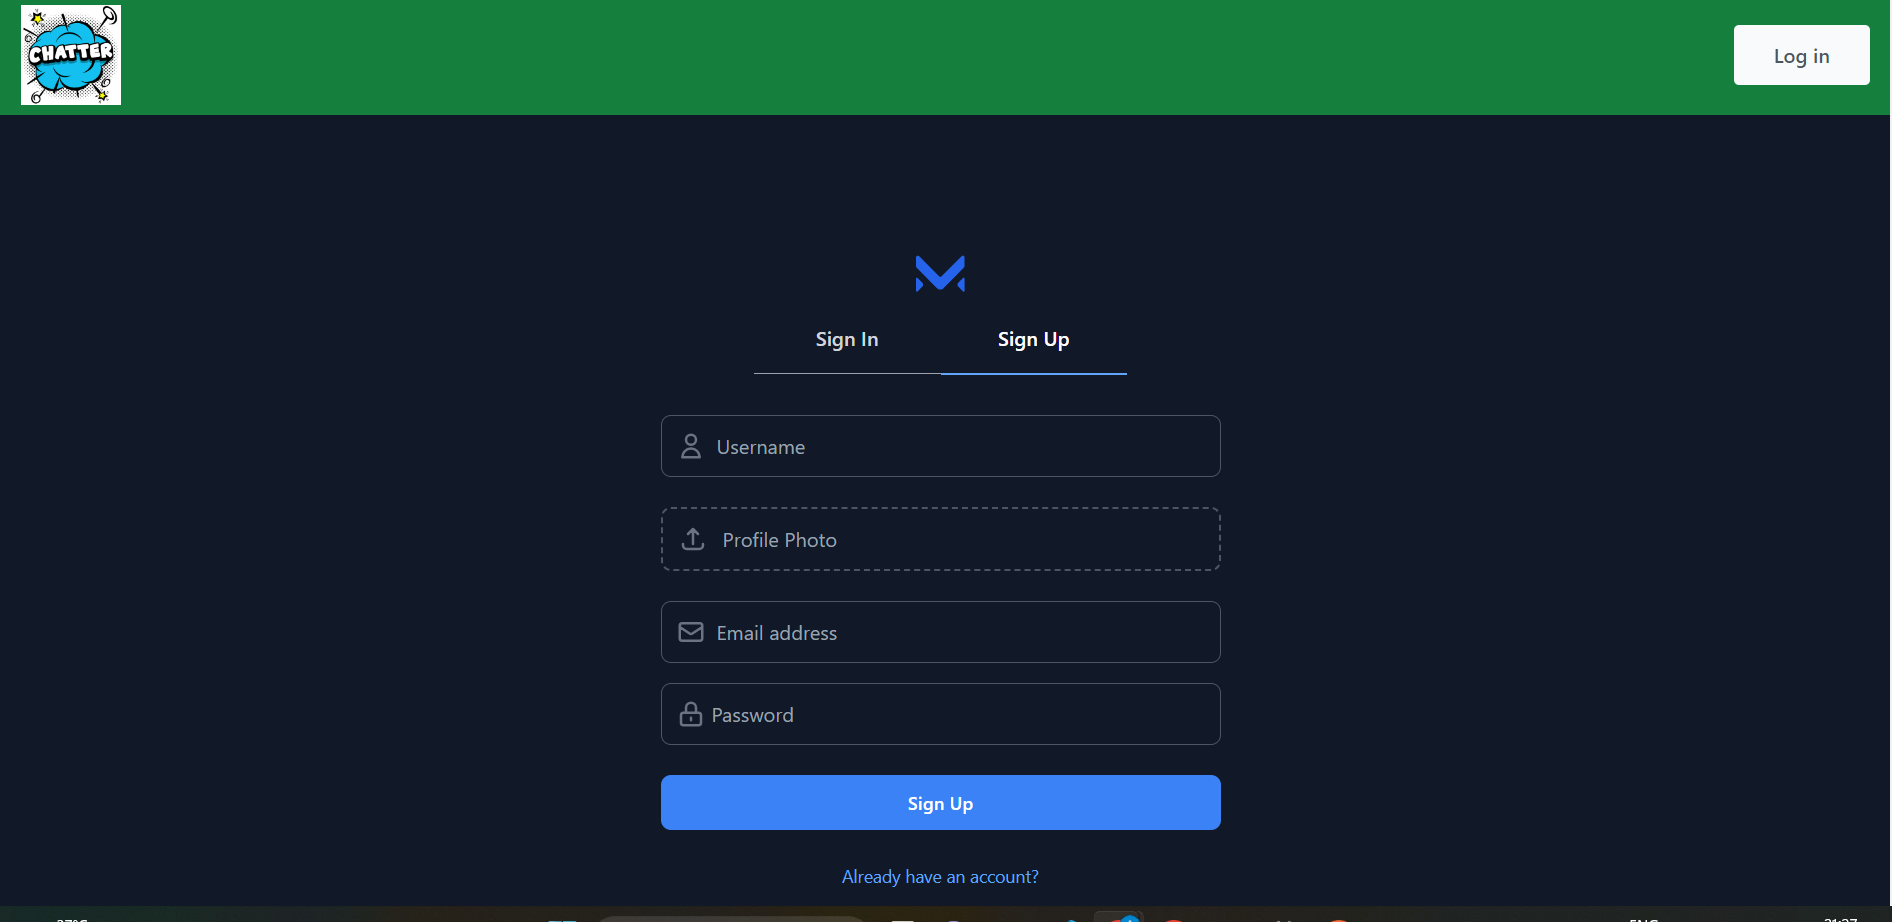 CHATTER
Log in
Sign In
Sign Up
Username
Profile Photo
Email address
Password
Sign Up
Already have an account?